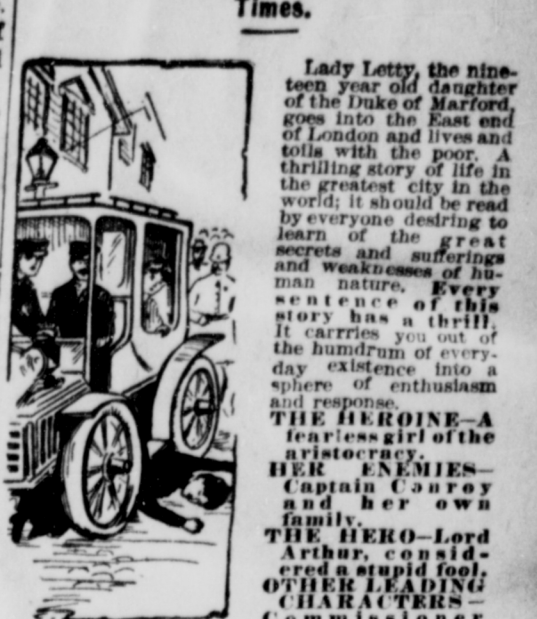 Times.
Lady Letty, the nine-
teen year old daughter
of the Duke of Marford,
goes into the East end
of London and lives and
toils with the poor. A
thrilling story of life in
the greatest city in the
world; it should be read
by everyone desiring to
learn of the great
secrets and sufferings
and weaknesses of hu-
man nature. Every
sentence of this
story has a thrill.
It carrries you out of
the humdrum of every-
day existence into a
sphere of enthusiasm
and response.
THE HEROINE—A
fearless girl of the
aristocracy.
HER ENEMIES—
Captain Conroy
and her own
family.
THE HERO—Lord
Arthur, consid-
ered a stupid fool.
OTHER LEADING
CHARACTERS—
Commissioner